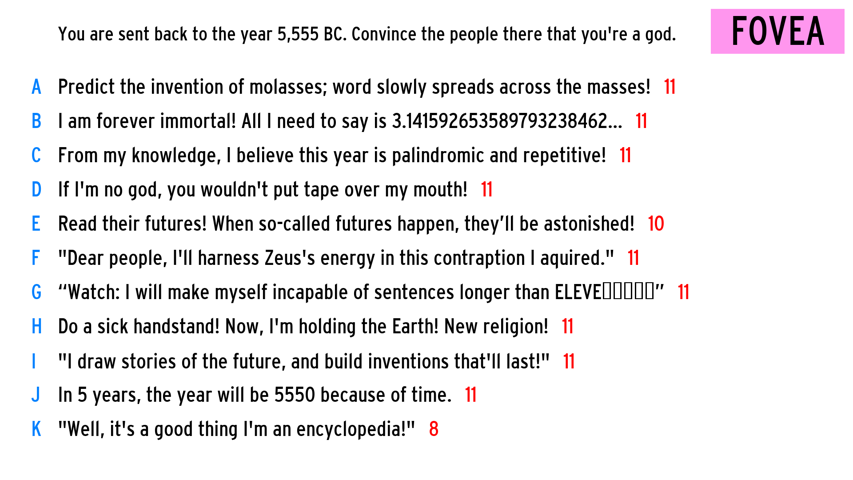 You are sent back to the year 5,555 BC. Convince the people there that you're a god.
FOVEA
A Predict the invention of molasses; word slowly spreads across the masses! 11
B I am forever immortal! All I need to say is 3.141592653589793238462... 11
C From my knowledge, I believe this year is palindromic and repetitive! 11
D If I'm no god, you wouldn't put tape over my mouth! 11
E Read their futures! When so-called futures happen, they’ll be astonished! 10
F "Dear people, I'll harness Zeus's energy in this contraption I aquired." 11
G “Watch: I will make myself incapable of sentences longer than ELEVE▯▯▯▯▯” 11
H Do a sick handstand! Now, I'm holding the Earth! New religion! 11
I "I draw stories of the future, and build inventions that'll last!" 11
J In 5 years, the year will be 5550 because of time. 11
K "Well, it's a good thing I'm an encyclopedia!" 8